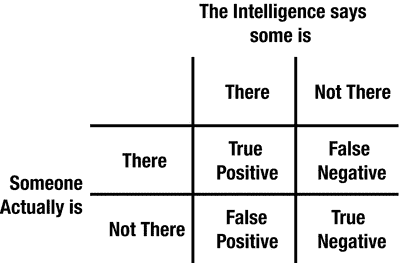 The Intelligence says
some is
There Not There
There True Positive False Negative
Someone Actually is
Not There False Positive True Negative